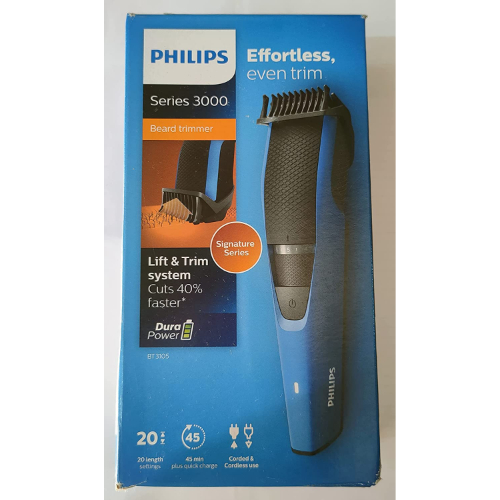 PHILIPS
Effortless,
even trim
Series 3000
Beard trimmer
Signature
Series
Lift & Trim
system
Cuts 40%
faster*
Dura
Power
BT3105
PHILIPS
20
45
20 length
settings
45 min
plus quick charge
Corded &
Cordless use